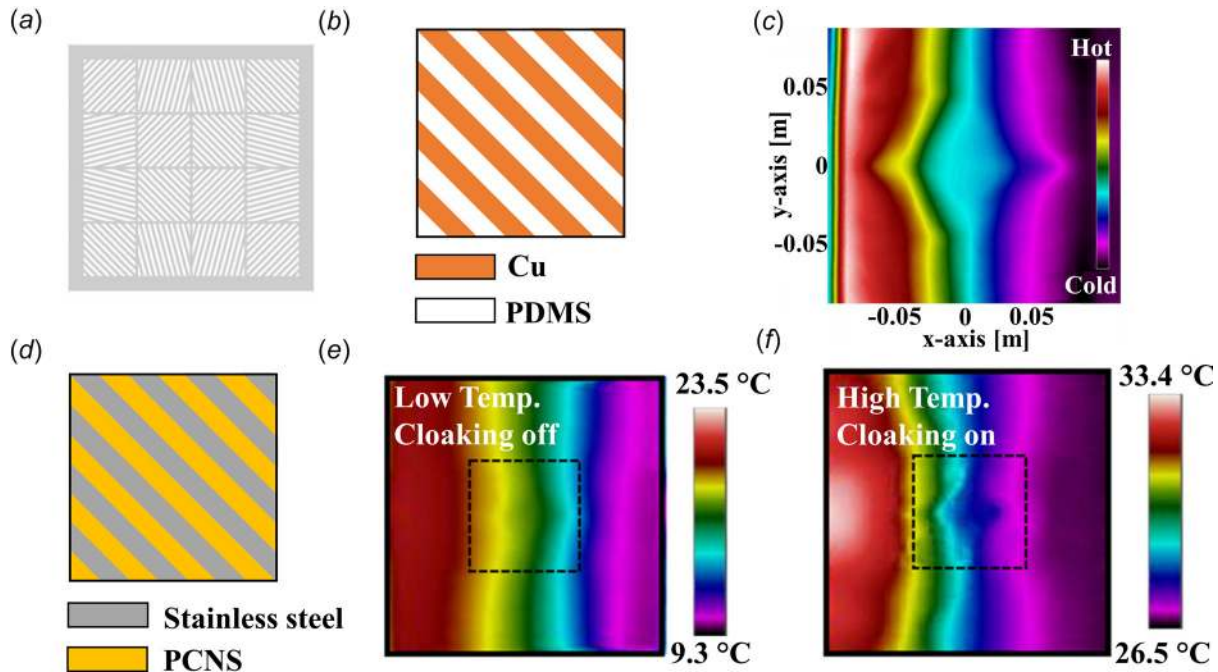 (a)
(b)
Cu
PDMS
(c)
Hot
Cold
0.05
0
-0.05
y-axis [m]
-0.05 0 0.05
x-axis [m]
(d)
Stainless steel
PCNS
(e)
Low Temp.
Cloaking off
23.5 °C
9.3 °C
(f)
High Temp.
Cloaking on
33.4 °C
26.5 °C